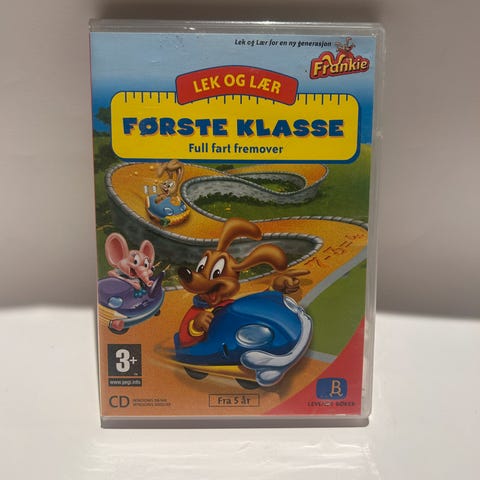 Lek og Lær for en ny generasjon
Frankie
LEK OG LÆR
FØRSTE KLASSE
Full fart fremover
3+
www.pegi.info
CD
Fra 5 år